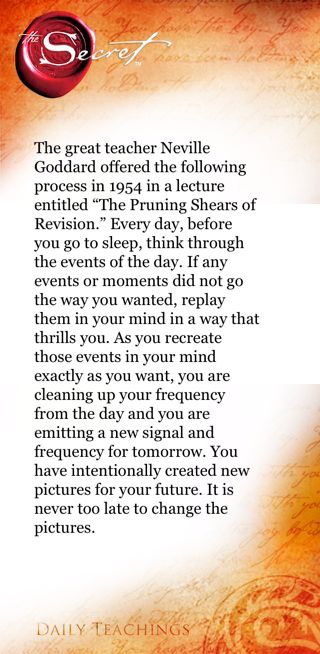 the Secret™
The great teacher Neville
Goddard offered the following
process in 1954 in a lecture
entitled “The Pruning Shears of
Revision.” Every day, before
you go to sleep, think through
the events of the day. If any
events or moments did not go
the way you wanted, replay
them in your mind in a way that
thrills you. As you recreate
those events in your mind
exactly as you want, you are
cleaning up your frequency
from the day and you are
emitting a new signal and
frequency for tomorrow. You
have intentionally created new
pictures for your future. It is
never too late to change the
pictures.
DAILY TEACHINGS